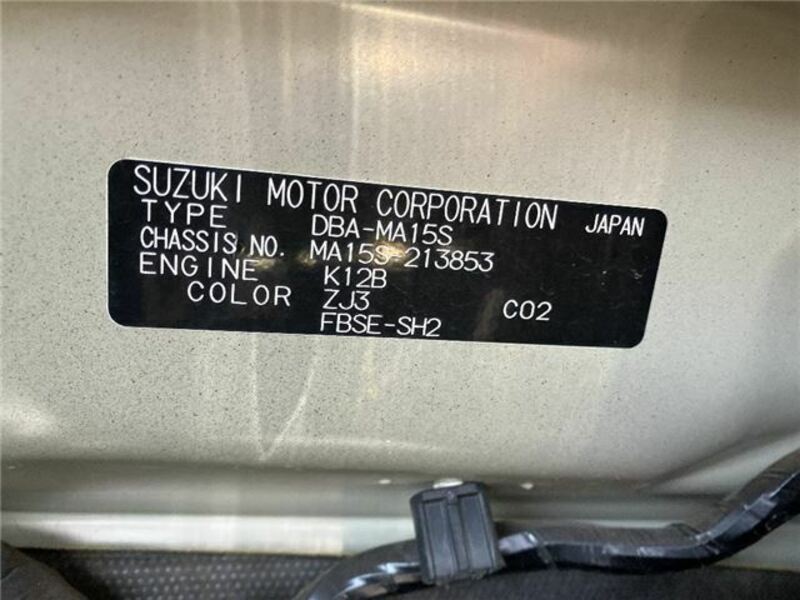 SUZUKI MOTOR CORPORATION JAPAN
TYPE DBA-MA15S
CHASSIS NO. MA15S-213853
ENGINE K12B
COLOR ZJ3 C02
FBSE-SH2